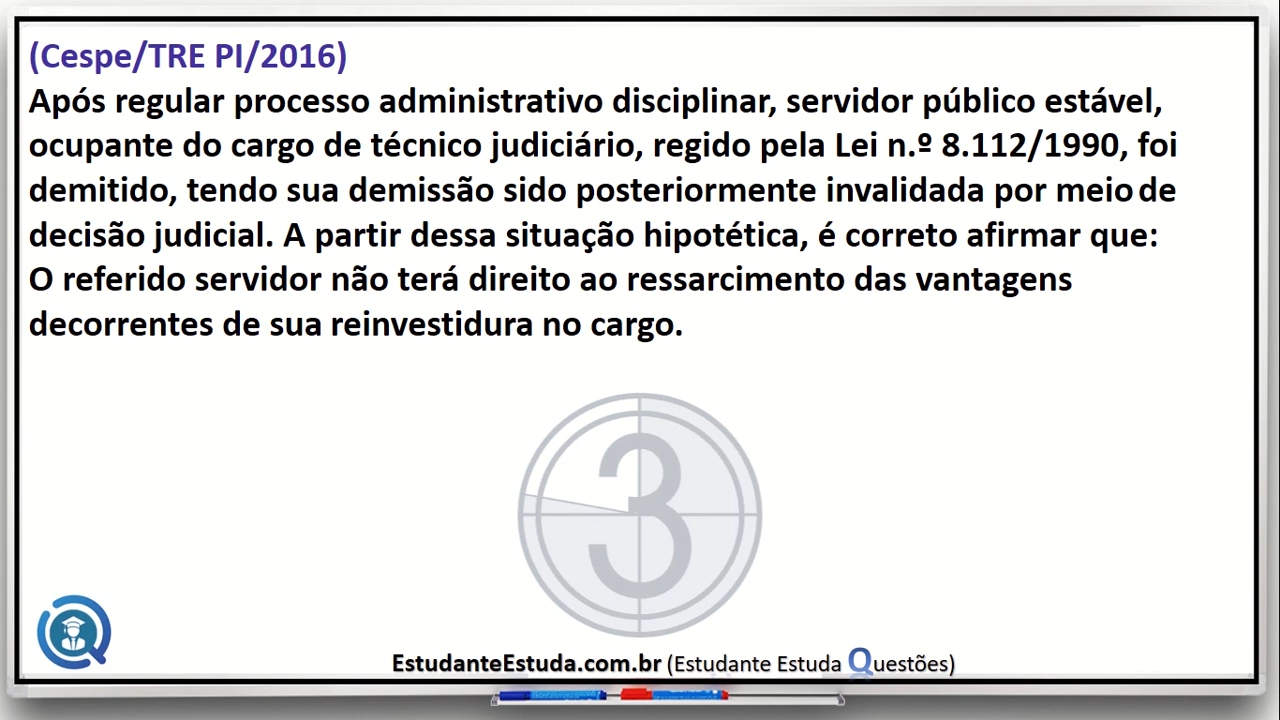 (Cespe/TRE PI/2016)
Após regular processo administrativo disciplinar, servidor público estável,
ocupante do cargo de técnico judiciário, regido pela Lei n.º 8.112/1990, foi
demitido, tendo sua demissão sido posteriormente invalidada por meio de
decisão judicial. A partir dessa situação hipotética, é correto afirmar que:
O referido servidor não terá direito ao ressarcimento das vantagens
decorrentes de sua reinvestidura no cargo.
3
EstudanteEstuda.com.br (Estudante Estuda Questões)